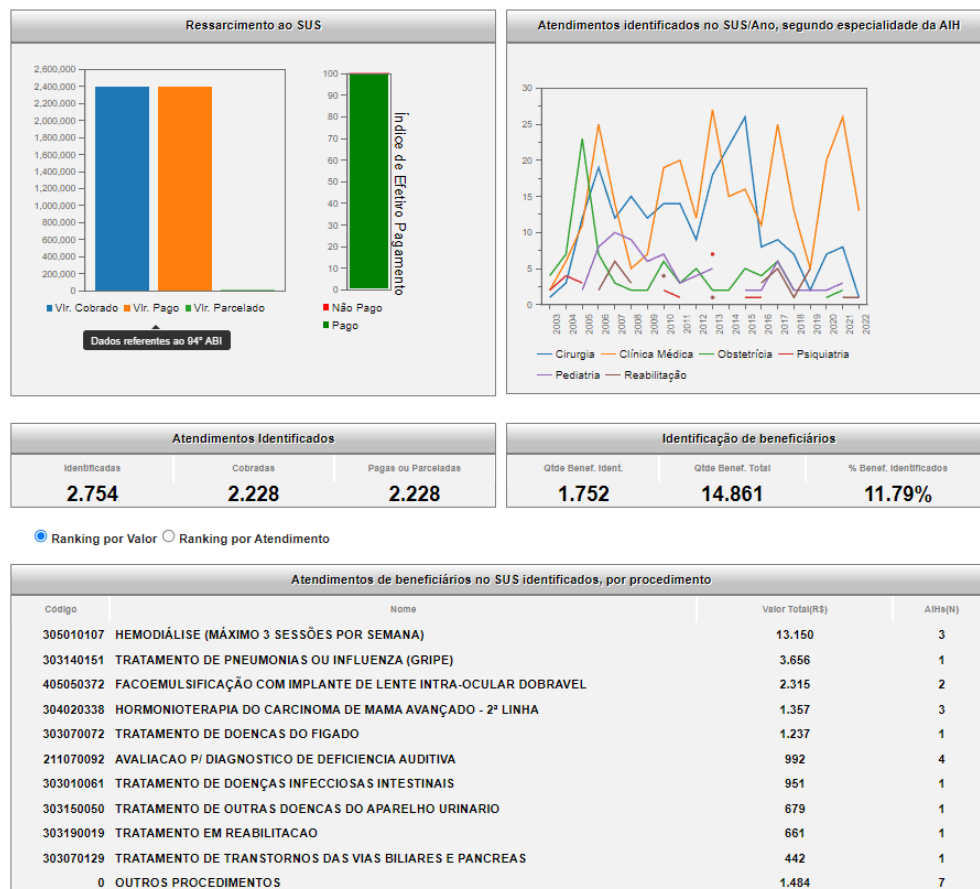 Ressarcimento ao SUS
2,600,000
2,400,000
2,200,000
2,000,000
1,800,000
1,600,000
1,400,000
1,200,000
1,000,000
800,000
600,000
400,000
200,000
0
Vlr. Cobrado Vlr. Pago Vlr. Parcelado
Dados referentes ao 94º ABI
100
90
80
70
60
50
40
30
20
10
0
Índice de Efetivo Pagamento
Não Pago
Pago
Atendimentos identificados no SUS/Ano, segundo especialidade da AIH
30
25
20
15
10
5
0
2003 2004 2005 2006 2007 2008 2009 2010 2011 2012 2013 2014 2015 2016 2017 2018 2019 2020 2021 2022
Cirurgia Clínica Médica Obstetrícia Psiquiatria
Pediatria Reabilitação
Atendimentos Identificados
Identificadas Cobradas Pagas ou Parceladas
2.754 2.228 2.228
Identificação de beneficiários
Qtde Benef. Ident. Qtde Benef. Total % Benef. Identificados
1.752 14.861 11.79%
Ranking por Valor Ranking por Atendimento
Atendimentos de beneficiários no SUS identificados, por procedimento
Código Nome Valor Total(R$) AIHs(N)
305010107 HEMODIÁLISE (MÁXIMO 3 SESSÕES POR SEMANA) 13.150 3
303140151 TRATAMENTO DE PNEUMONIAS OU INFLUENZA (GRIPE) 3.656 1
405050372 FACOEMULSIFICAÇÃO COM IMPLANTE DE LENTE INTRA-OCULAR DOBRAVEL 2.315 2
304020338 HORMONIOTERAPIA DO CARCINOMA DE MAMA AVANÇADO - 2ª LINHA 1.357 3
303070072 TRATAMENTO DE DOENCAS DO FIGADO 1.237 1
211070092 AVALIACAO P/ DIAGNOSTICO DE DEFICIENCIA AUDITIVA 992 4
303010061 TRATAMENTO DE DOENÇAS INFECCIOSAS INTESTINAIS 951 1
303150050 TRATAMENTO DE OUTRAS DOENCAS DO APARELHO URINARIO 679 1
303190019 TRATAMENTO EM REABILITACAO 661 1
303070129 TRATAMENTO DE TRANSTORNOS DAS VIAS BILIARES E PANCREAS 442 1
0 OUTROS PROCEDIMENTOS 1.484 7